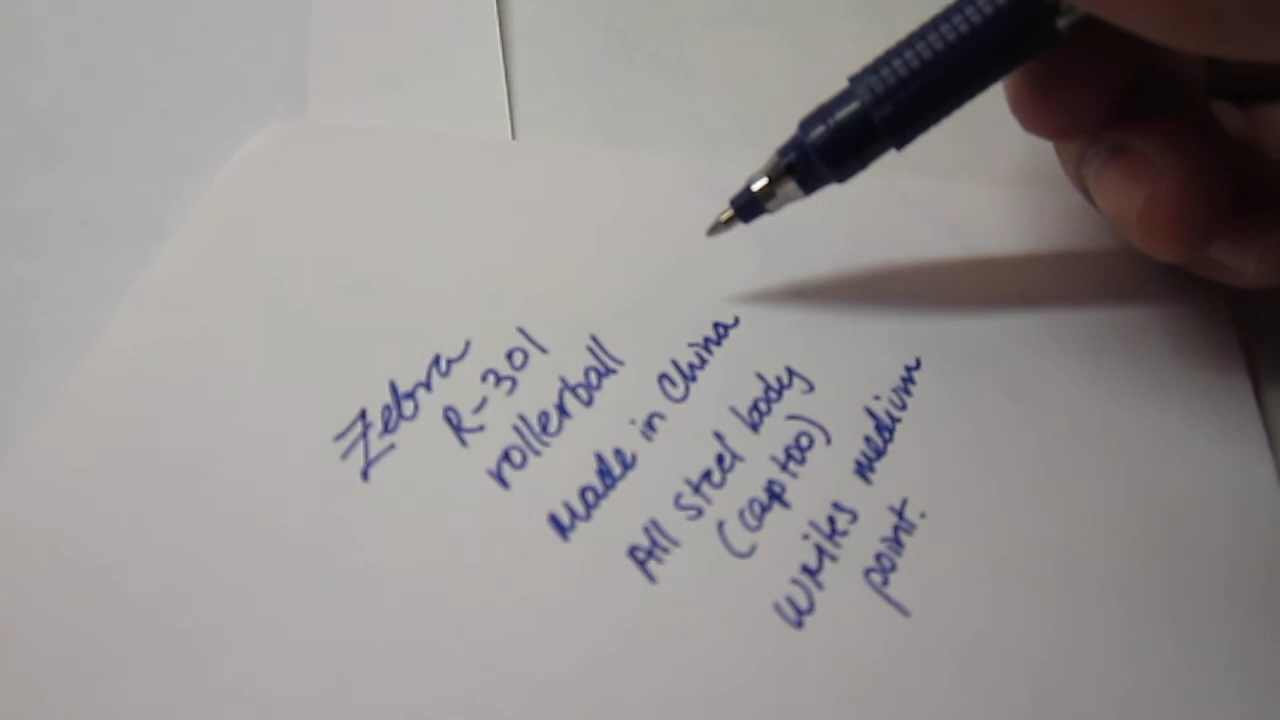 Zebra
R-301
rollerball
Made in China
All steel body
(cap too)
Writes medium
point.